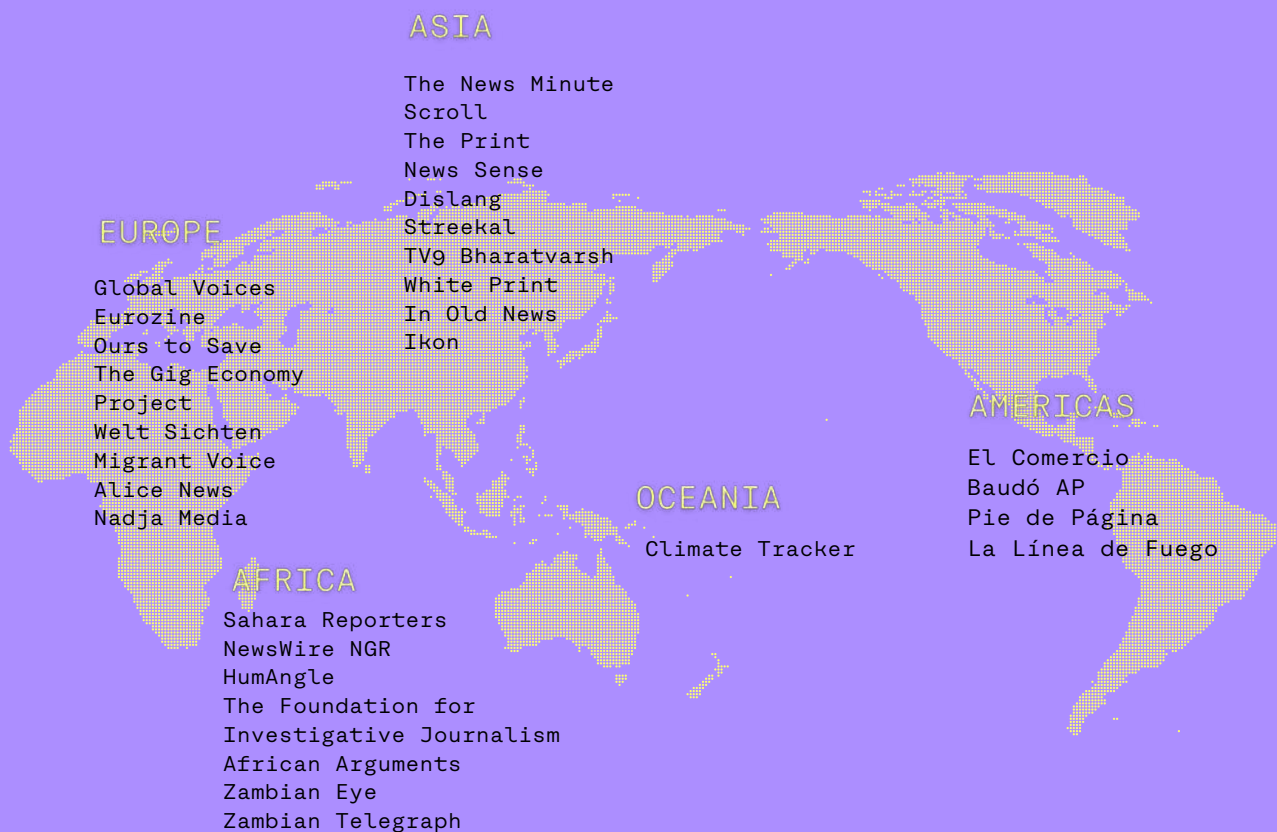 ASIA
The News Minute
Scroll
The Print
News Sense
Dislang
Streekal
TV9 Bharatvarsh
White Print
In Old News
Ikon
EUROPE
Global Voices
Eurozine
Ours to Save
The Gig Economy
Project
Welt Sichten
Migrant Voice
Alice News
Nadja Media
AMERICAS
El Comercio
Baudó AP
Pie de Página
La Línea de Fuego
OCEANIA
Climate Tracker
AFRICA
Sahara Reporters
NewsWire NGR
HumAngle
The Foundation for
Investigative Journalism
African Arguments
Zambian Eye
Zambian Telegraph